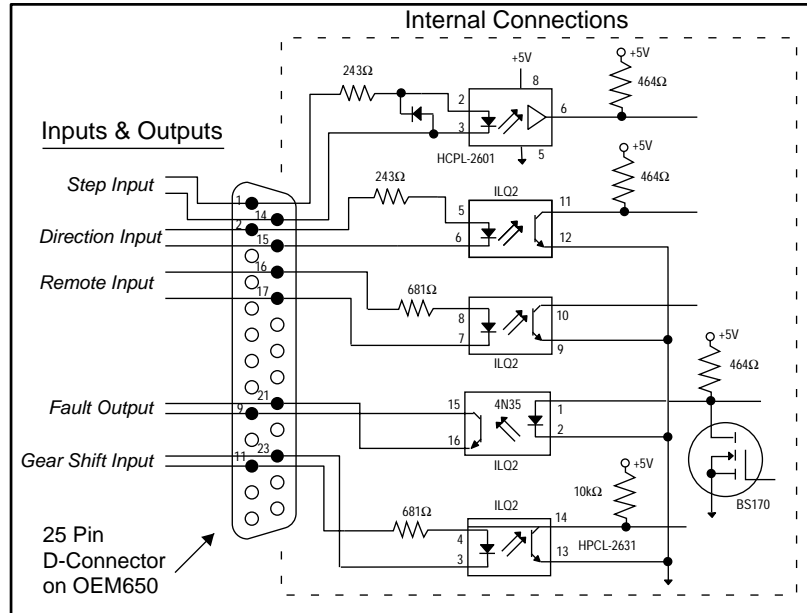 Internal Connections
+5V
+5V
243Ω
8
464Ω
2
6
3
Inputs & Outputs
HCPL-2601
5
+5V
Step Input
243Ω
ILQ2
464Ω
1
14
5
11
2
Direction Input
15
6
12
16
Remote Input
681Ω
17
8
10
+5V
7
9
464Ω
ILQ2
21
Fault Output
15
4N35
1
9
16
2
23
ILQ2
Gear Shift Input
+5V
11
ILQ2
10kΩ
BS170
681Ω
14
4
HPCL-2631
25 Pin
3
13
D-Connector
on OEM650